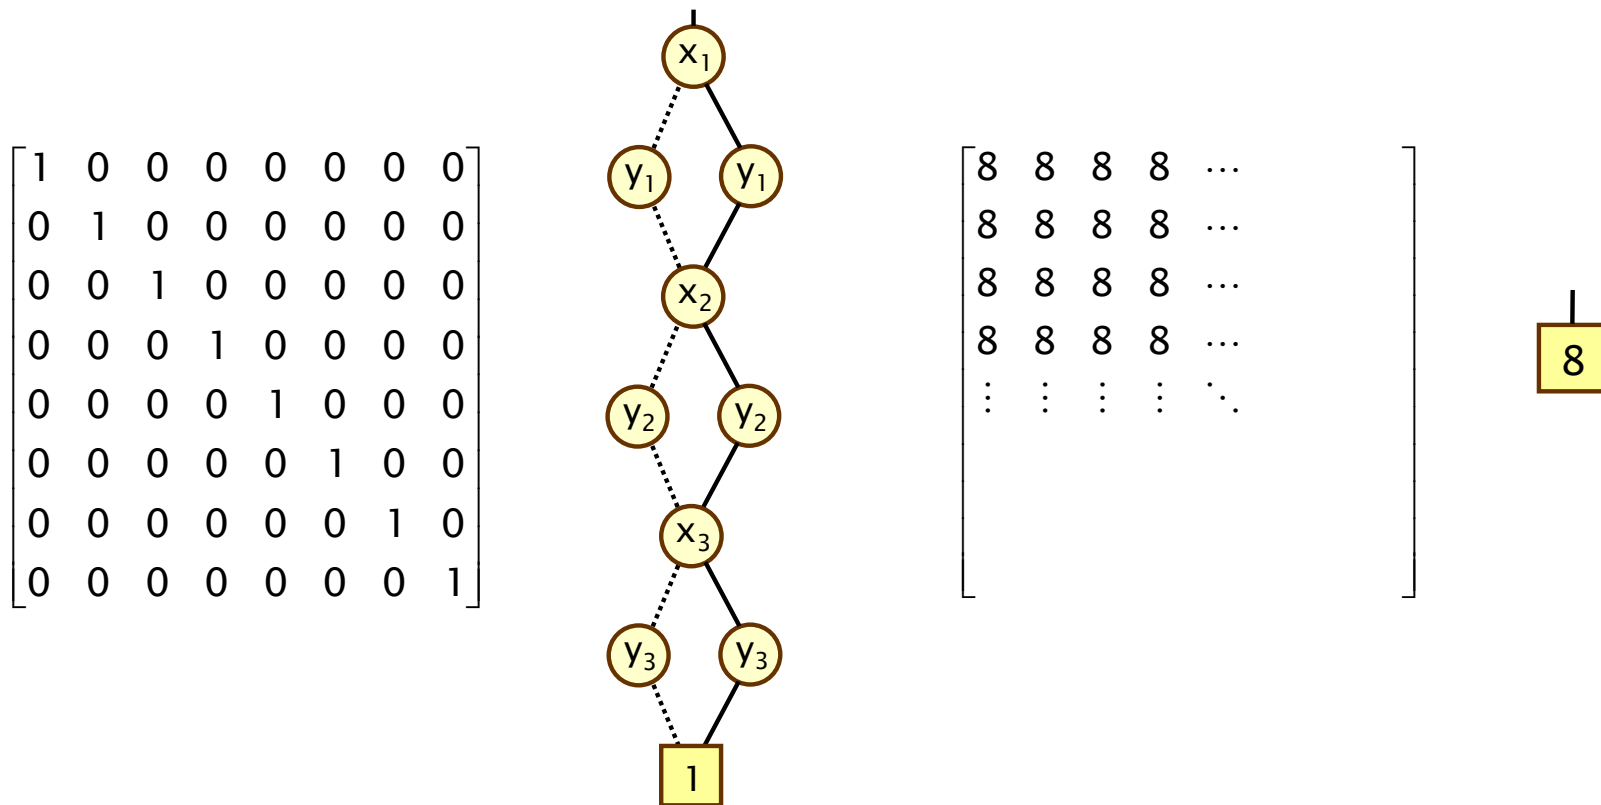 1 0 0 0 0 0 0 0
0 1 0 0 0 0 0 0
0 0 1 0 0 0 0 0
0 0 0 1 0 0 0 0
0 0 0 0 1 0 0 0
0 0 0 0 0 1 0 0
0 0 0 0 0 0 1 0
0 0 0 0 0 0 0 1
x₁
y₁ y₁
x₂
y₂ y₂
x₃
y₃ y₃
1
8 8 8 8 ⋯
8 8 8 8 ⋯
8 8 8 8 ⋯
8 8 8 8 ⋯
⋮ ⋮ ⋮ ⋮ ⋱
8